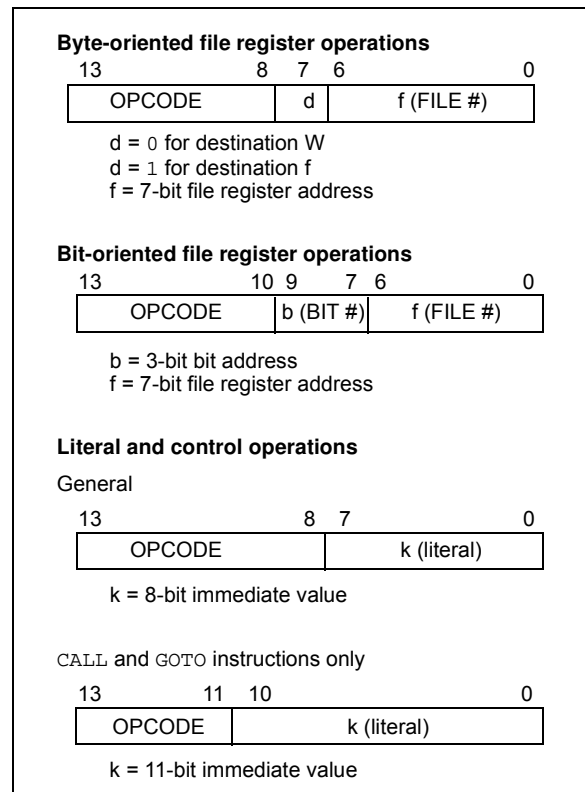 Byte-oriented file register operations
13 8 7 6 0
OPCODE d f (FILE #)
d = 0 for destination W
d = 1 for destination f
f = 7-bit file register address
Bit-oriented file register operations
13 10 9 7 6 0
OPCODE b (BIT #) f (FILE #)
b = 3-bit bit address
f = 7-bit file register address
Literal and control operations
General
13 8 7 0
OPCODE k (literal)
k = 8-bit immediate value
CALL and GOTO instructions only
13 11 10 0
OPCODE k (literal)
k = 11-bit immediate value